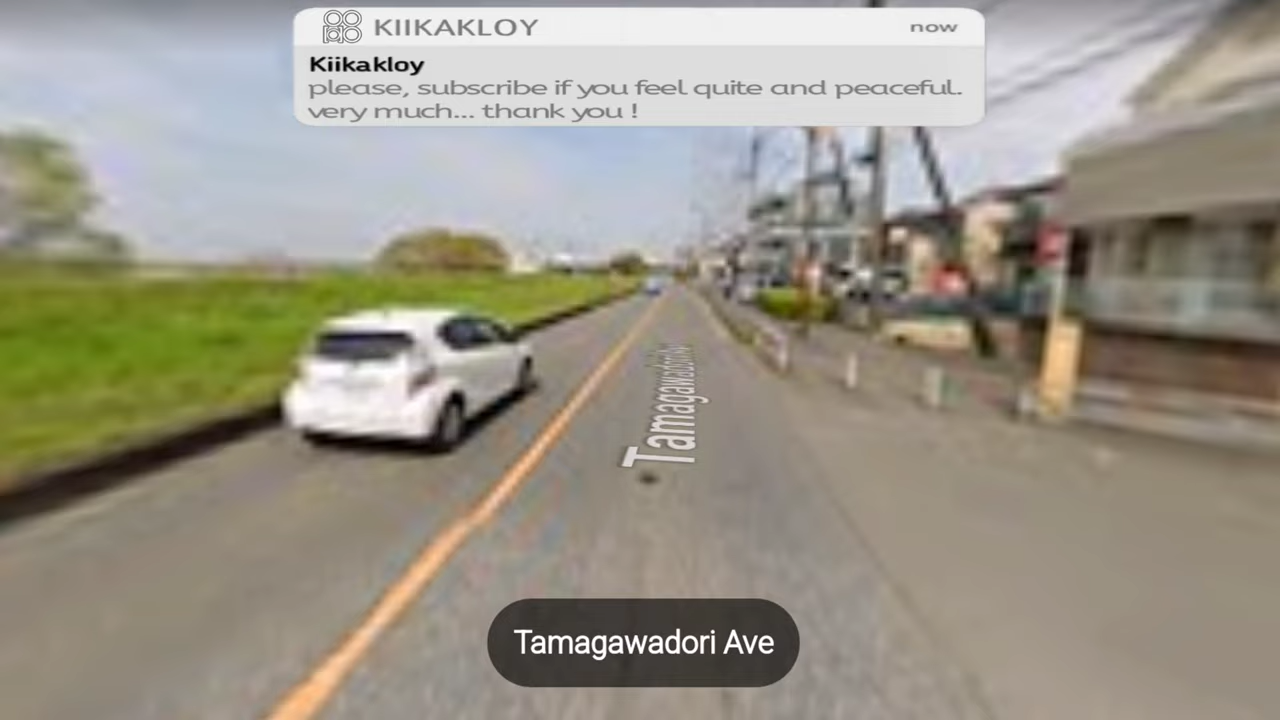 KIIKAKLOY
now
Kiikakloy
please, subscribe if you feel quite and peaceful.
very much... thank you !
Tamagawadori Ave